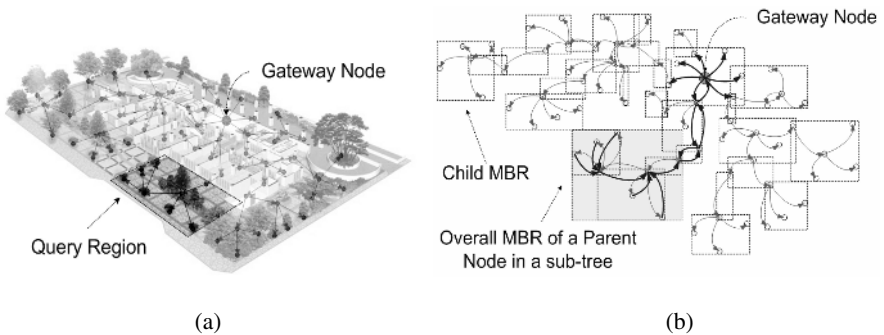 Gateway Node
Query Region
(a)
Gateway Node
Child MBR
Overall MBR of a Parent
Node in a sub-tree
(b)